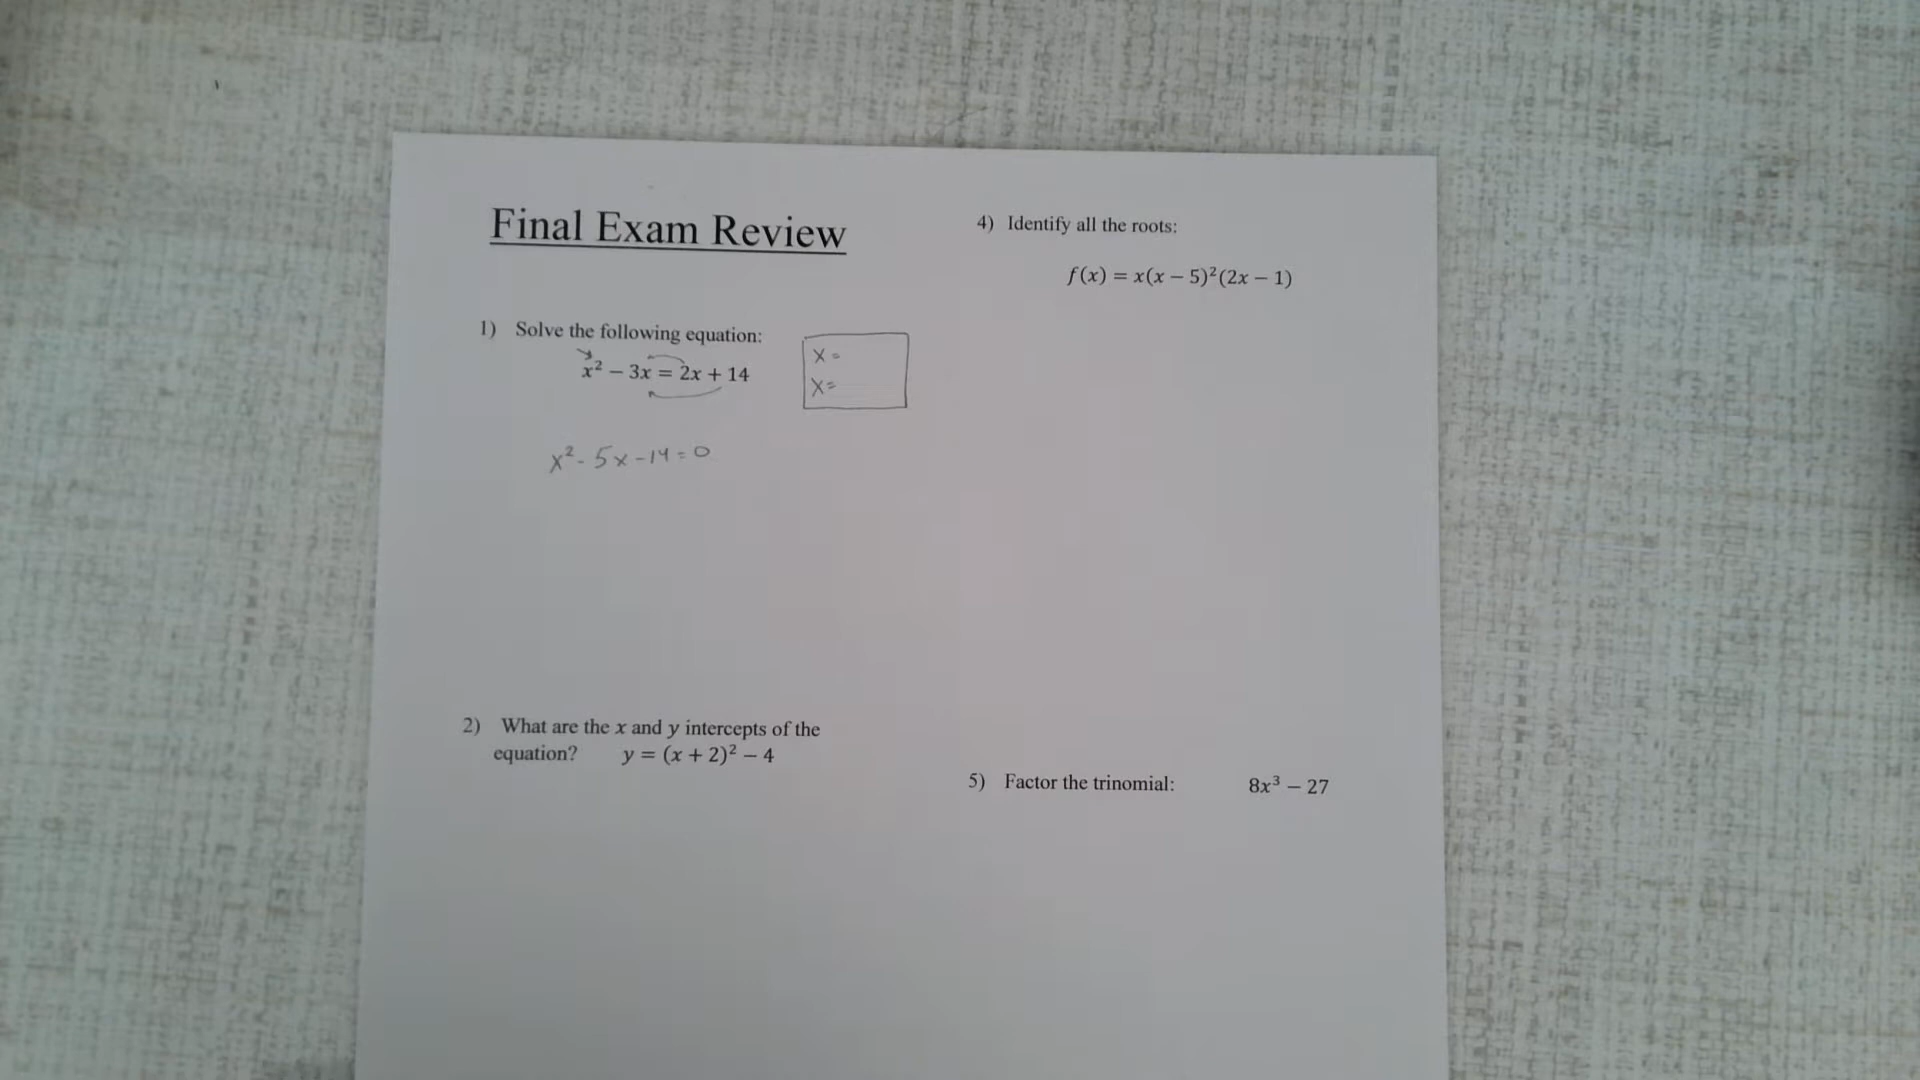 Final Exam Review
1) Solve the following equation:
x² − 3x = 2x + 14
x =
x =
x² - 5x - 14 = 0
2) What are the x and y intercepts of the
equation? y = (x + 2)² − 4
4) Identify all the roots:
f(x) = x(x − 5)²(2x − 1)
5) Factor the trinomial: 8x³ − 27